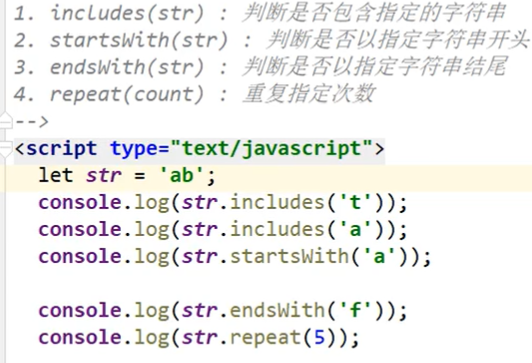 1. includes(str) : 判断是否包含指定的字符串
2. startsWith(str) : 判断是否以指定字符串开头
3. endsWith(str) : 判断是否以指定字符串结尾
4. repeat(count) : 重复指定次数
-->
<script type="text/javascript">
let str = 'ab';
console.log(str.includes('t'));
console.log(str.includes('a'));
console.log(str.startsWith('a'));
console.log(str.endsWith('f'));
console.log(str.repeat(5));